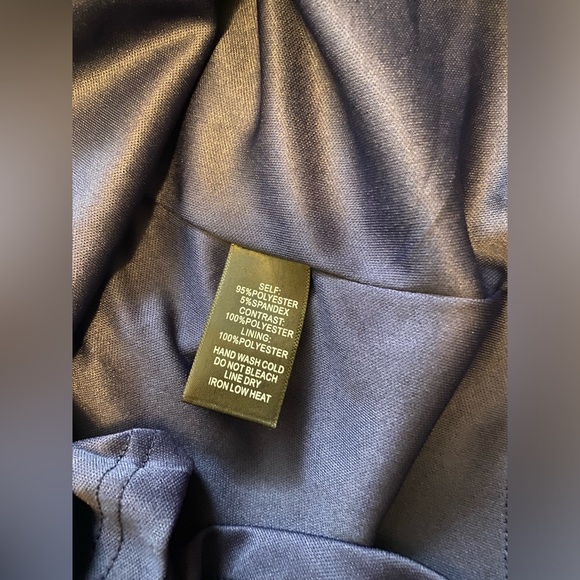 SELF:
95%POLYESTER
5%SPANDEX
CONTRAST:
100%POLYESTER
LINING:
100%POLYESTER
HAND WASH COLD
DO NOT BLEACH
LINE DRY
IRON LOW HEAT